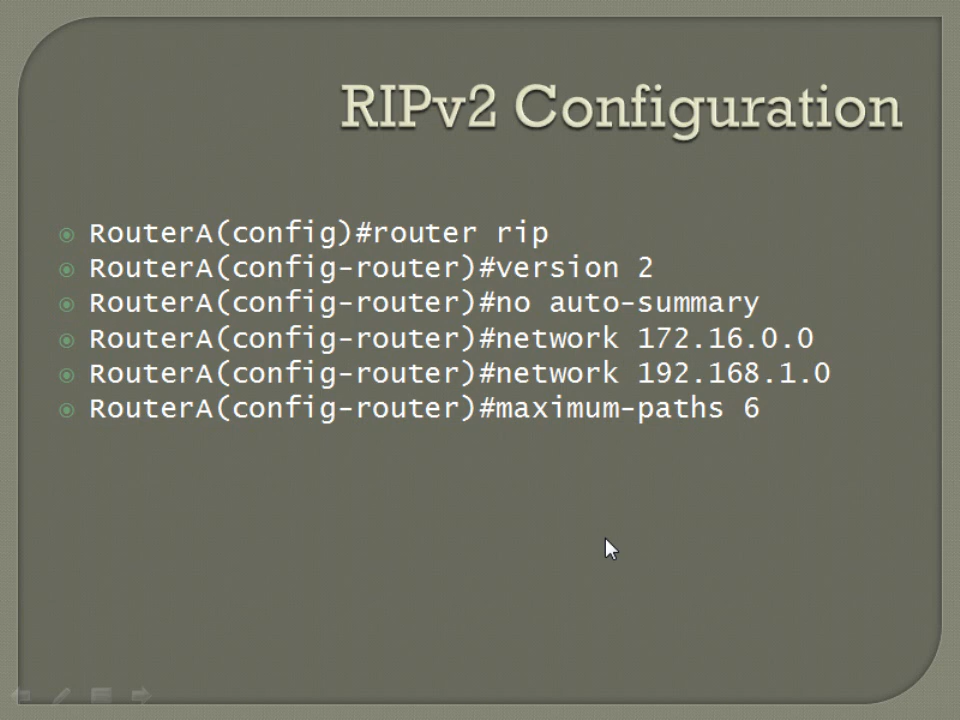 RIPv2 Configuration
RouterA(config)#router rip
RouterA(config-router)#version 2
RouterA(config-router)#no auto-summary
RouterA(config-router)#network 172.16.0.0
RouterA(config-router)#network 192.168.1.0
RouterA(config-router)#maximum-paths 6